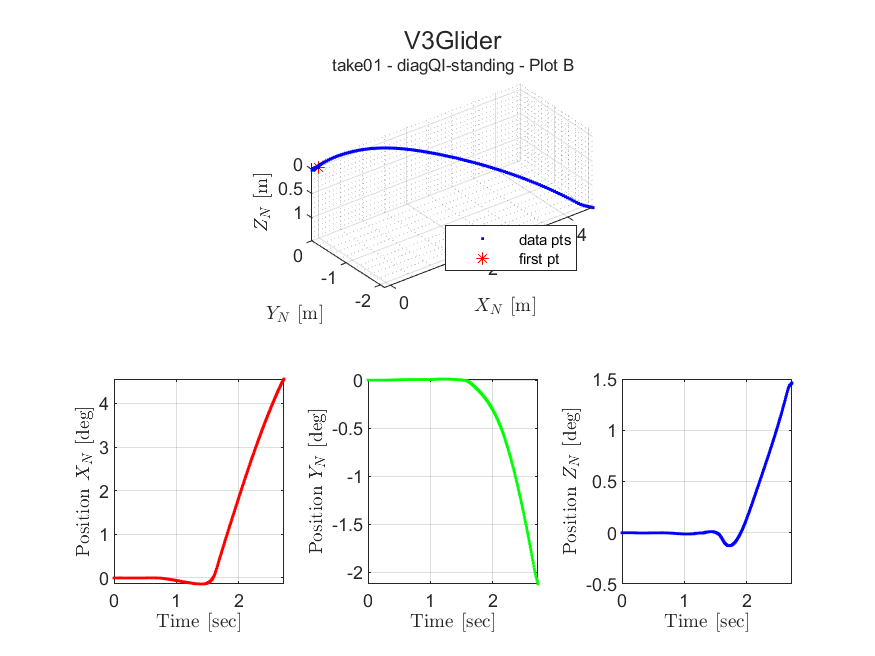 V3Glider
take01 - diagQI-standing - Plot B
0
0.5
1
Z_N [m]
0
-1
-2
Y_N [m]
0
4
X_N [m]
data pts
first pt
4
3
2
1
0
Position X_N [deg]
0
1
2
Time [sec]
0
-0.5
-1
-1.5
-2
Position Y_N [deg]
0
1
2
Time [sec]
1.5
1
0.5
0
-0.5
Position Z_N [deg]
0
1
2
Time [sec]